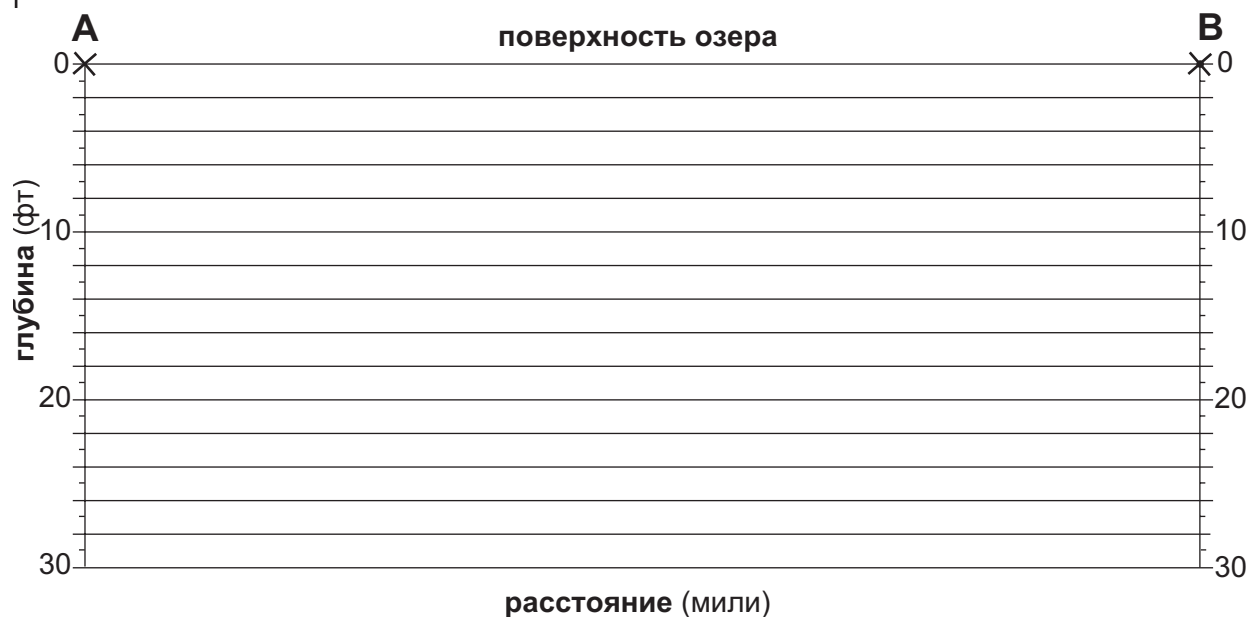 A B
поверхность озера
0 0
глубина (фт)
10 10
20 20
30 30
расстояние (мили)